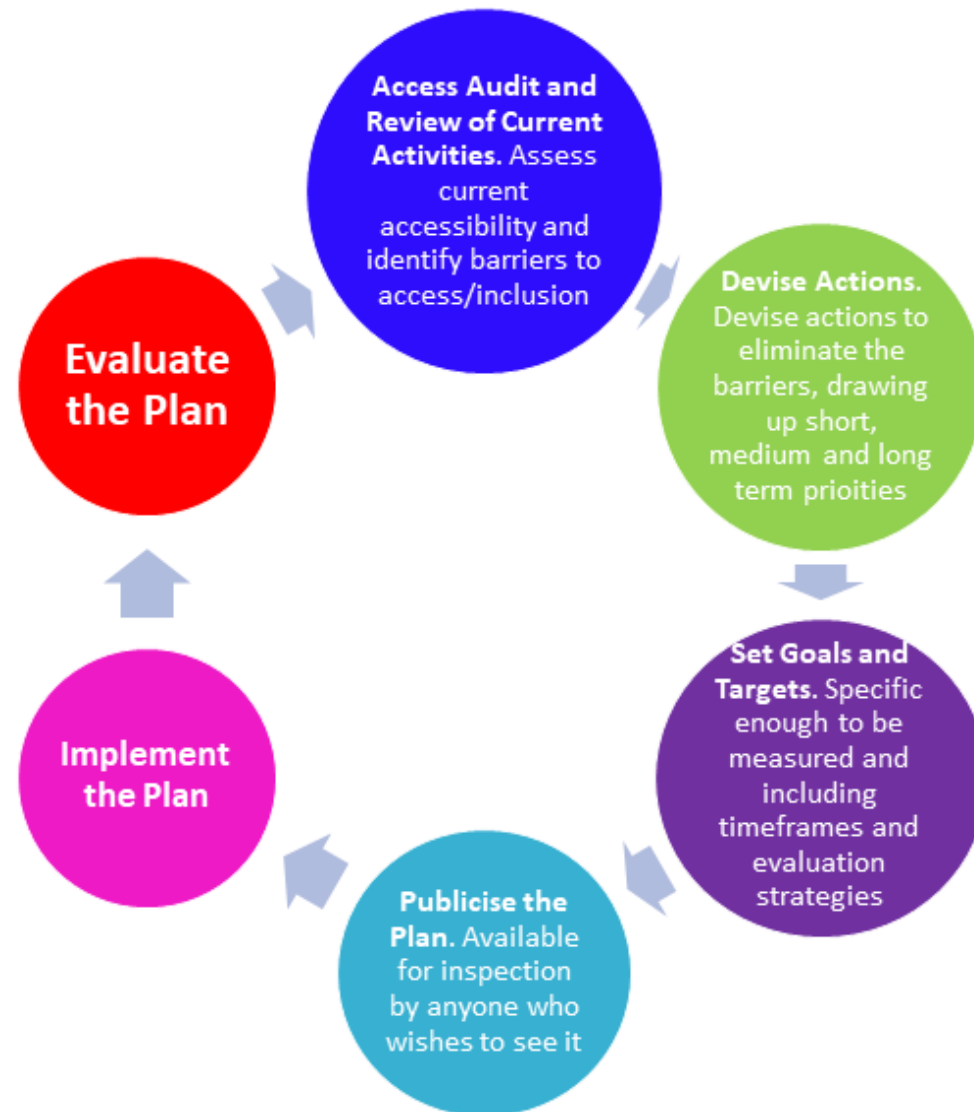 Access Audit and
Review of Current
Activities. Assess
current
accessibility and
identify barriers to
access/inclusion
Devise Actions.
Devise actions to
eliminate the
barriers, drawing
up short,
medium and long
term prioities
Set Goals and
Targets. Specific
enough to be
measured and
including
timeframes and
evaluation
strategies
Publicise the
Plan. Available
for inspection
by anyone who
wishes to see it
Implement
the Plan
Evaluate
the Plan